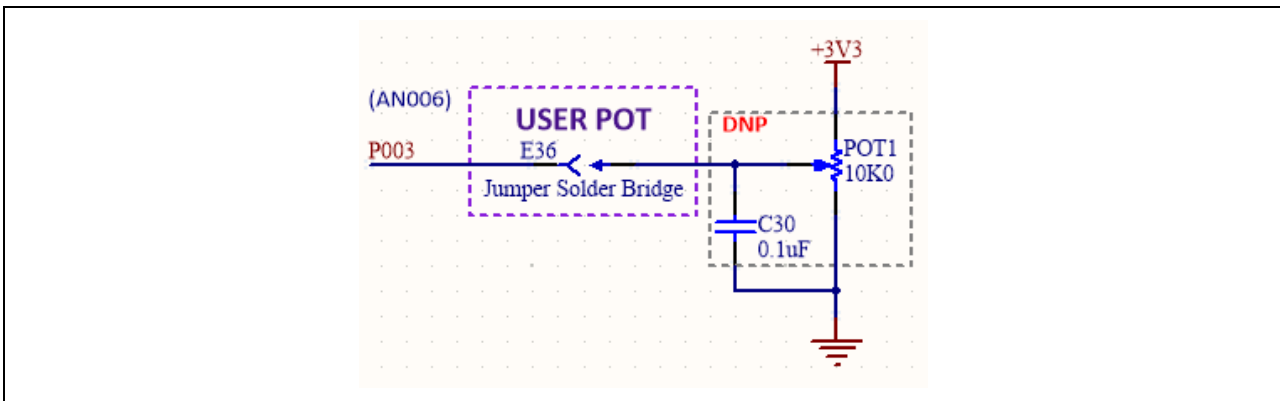 +3V3
(AN006)
USER POT
DNP
P003
E36
POT1
10K0
Jumper Solder Bridge
C30
0.1uF